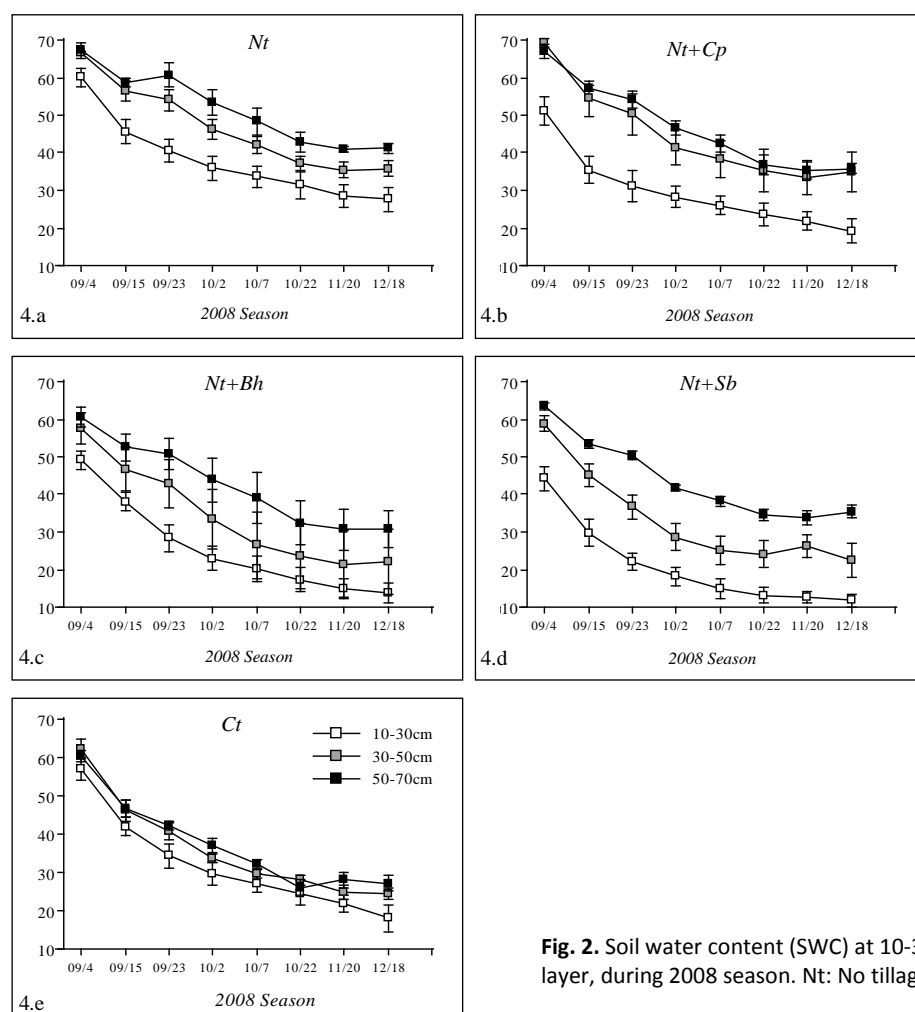 Nt
70
60
50
40
30
20
10
09/4 09/15 09/23 10/2 10/7 10/22 11/20 12/18
4.a
2008 Season
Nt+Cp
70
60
50
40
30
20
10
09/4 09/15 09/23 10/2 10/7 10/22 11/20 12/18
4.b
2008 Season
Nt+Bh
70
60
50
40
30
20
10
09/4 09/15 09/23 10/2 10/7 10/22 11/20 12/18
4.c
2008 Season
Nt+Sb
70
60
50
40
30
20
10
09/4 09/15 09/23 10/2 10/7 10/22 11/20 12/18
4.d
2008 Season
Ct
70
60
50
40
30
20
10
10-30cm
30-50cm
50-70cm
09/4 09/15 09/23 10/2 10/7 10/22 11/20 12/18
4.e
2008 Season
Fig. 2. Soil water content (SWC) at 10-3
layer, during 2008 season. Nt: No tillag